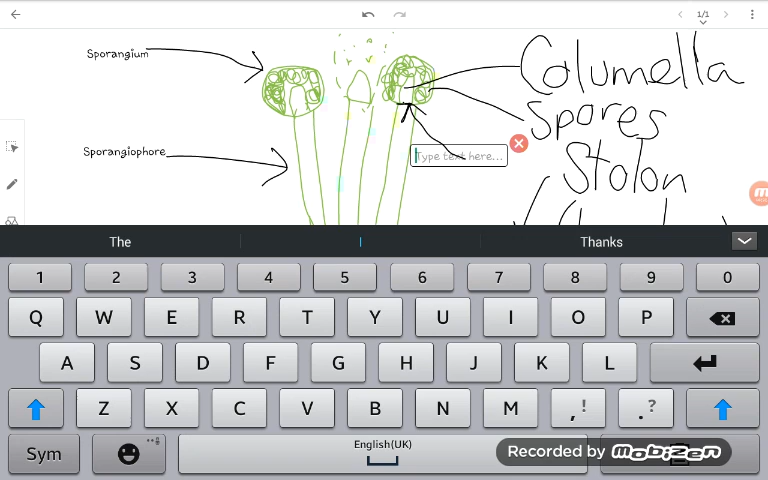 1/1
Sporangium
Columella
Spores
Type text here...
Sporangiophore
Stolon
The
I
Thanks
1 2 3 4 5 6 7 8 9 0
Q W E R T Y U I O P
A S D F G H J K L
Z X C V B N M ,! .?
Sym
English(UK)
Recorded by mobizen